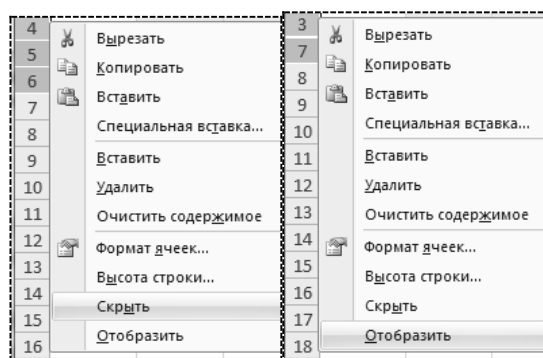 4
5
6
7
8
9
10
11
12
13
14
15
16
Вырезать
Копировать
Вставить
Специальная вставка...
Вставить
Удалить
Очистить содержимое
Формат ячеек...
Высота строки...
Скрыть
Отобразить
3
7
8
9
10
11
12
13
14
15
16
17
18
Вырезать
Копировать
Вставить
Специальная вставка...
Вставить
Удалить
Очистить содержимое
Формат ячеек...
Высота строки...
Скрыть
Отобразить